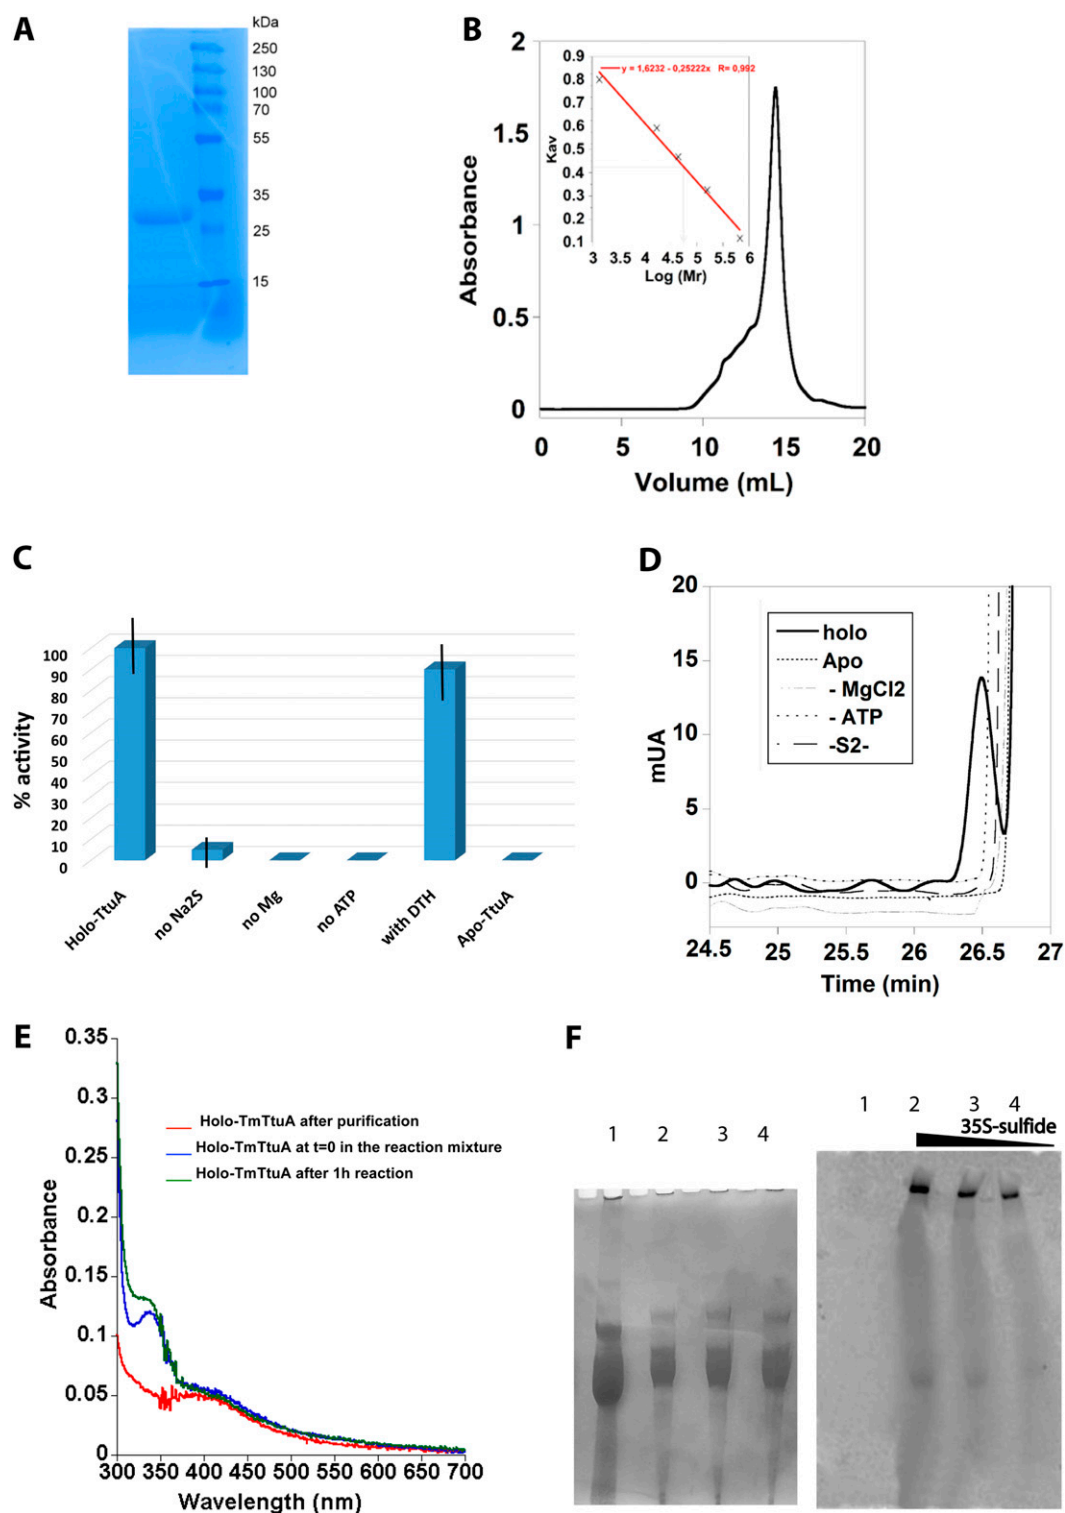 A
kDa
250
130
100
70
55
35
25
15
B
2
1.5
1
0.5
0
Absorbance
0 5 10 15 20
Volume (mL)
0.9
0.8
0.7
0.6
0.5
0.4
0.3
0.2
0.1
Kav
y = 1,6232 - 0,25222x R= 0,992
3 3.5 4 4.5 5 5.5 6
Log (Mr)
C
100
90
80
70
60
50
40
30
20
10
0
% activity
Holo-TtuA
no Na2S
no Mg
no ATP
with DTH
Apo-TtuA
D
20
15
10
5
0
mUA
holo
Apo
- MgCl2
- ATP
-S2-
24.5 25 25.5 26 26.5 27
Time (min)
E
0.35
0.3
0.25
0.2
0.15
0.1
0.05
0
Absorbance
Holo-TmTtuA after purification
Holo-TmTtuA at t=0 in the reaction mixture
Holo-TmTtuA after 1h reaction
300 350 400 450 500 550 600 650 700
Wavelength (nm)
F
1 2 3 4
1 2 3 4
35S-sulfide